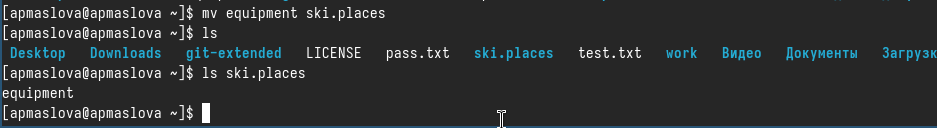 [apmaslova@apmaslova ~]$ mv equipment ski.places
[apmaslova@apmaslova ~]$ ls
Desktop Downloads git-extended LICENSE pass.txt ski.places test.txt work Видео Документы Загрузк
[apmaslova@apmaslova ~]$ ls ski.places
equipment
[apmaslova@apmaslova ~]$